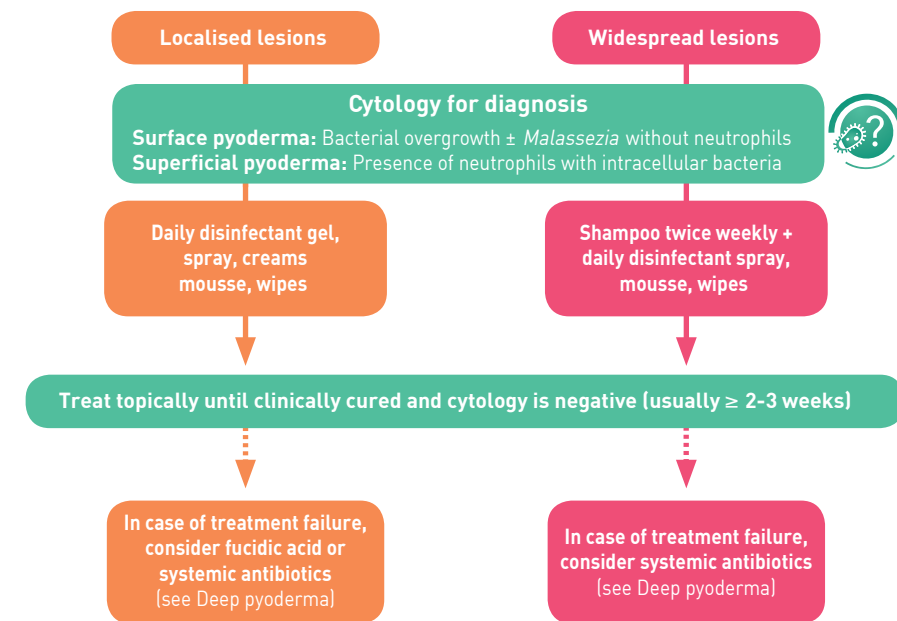 Localised lesions
Widespread lesions
Cytology for diagnosis
Surface pyoderma: Bacterial overgrowth ± Malassezia without neutrophils
Superficial pyoderma: Presence of neutrophils with intracellular bacteria
?
Daily disinfectant gel,
spray, creams
mousse, wipes
Shampoo twice weekly +
daily disinfectant spray,
mousse, wipes
Treat topically until clinically cured and cytology is negative (usually ≥ 2-3 weeks)
In case of treatment failure,
consider fucidic acid or
systemic antibiotics
(see Deep pyoderma)
In case of treatment failure,
consider systemic antibiotics
(see Deep pyoderma)